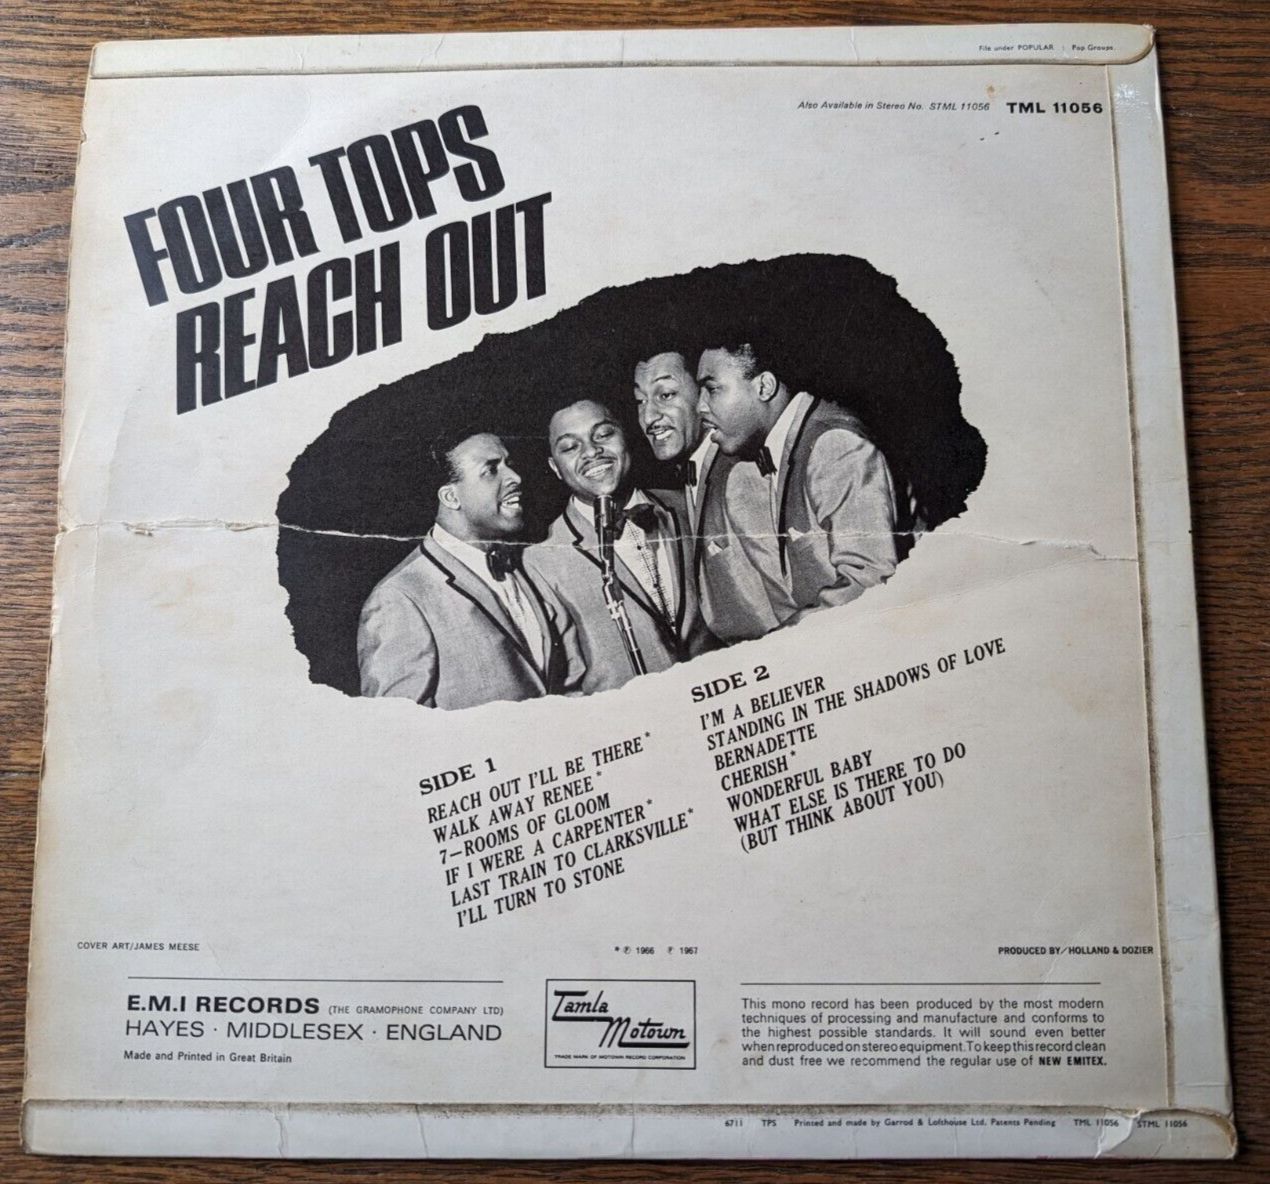 File under POPULAR : Pop Groups.
Also Available in Stereo No. STML 11056 TML 11056
FOUR TOPS
REACH OUT
SIDE 1
REACH OUT I'LL BE THERE*
WALK AWAY RENEE*
7–ROOMS OF GLOOM
IF I WERE A CARPENTER*
LAST TRAIN TO CLARKSVILLE*
I'LL TURN TO STONE
SIDE 2
I'M A BELIEVER
STANDING IN THE SHADOWS OF LOVE
BERNADETTE
CHERISH*
WONDERFUL BABY
WHAT ELSE IS THERE TO DO
(BUT THINK ABOUT YOU)
COVER ART/JAMES MEESE
* ℗ 1966 ℗ 1967
PRODUCED BY/HOLLAND & DOZIER
E.M.I RECORDS (THE GRAMOPHONE COMPANY LTD)
HAYES · MIDDLESEX · ENGLAND
Made and Printed in Great Britain
Tamla
Motown
TRADE MARK OF MOTOWN RECORD CORPORATION
This mono record has been produced by the most modern
techniques of processing and manufacture and conforms to
the highest possible standards. It will sound even better
when reproduced on stereo equipment. To keep this record clean
and dust free we recommend the regular use of NEW EMITEX.
6711 TPS Printed and made by Garrod & Lofthouse Ltd. Patents Pending TML 11056 STML 11056